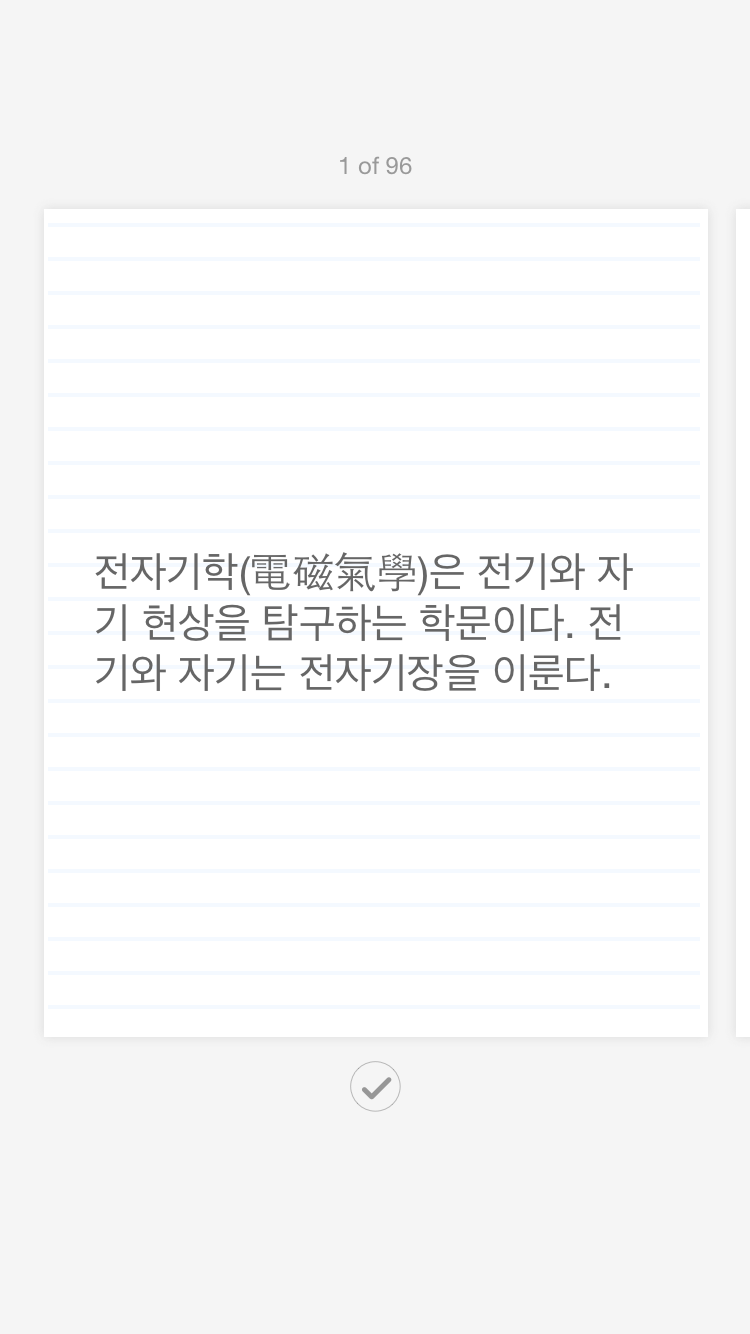 1 of 96
전자기학(電磁氣學)은 전기와 자
기 현상을 탐구하는 학문이다. 전
기와 자기는 전자기장을 이룬다.